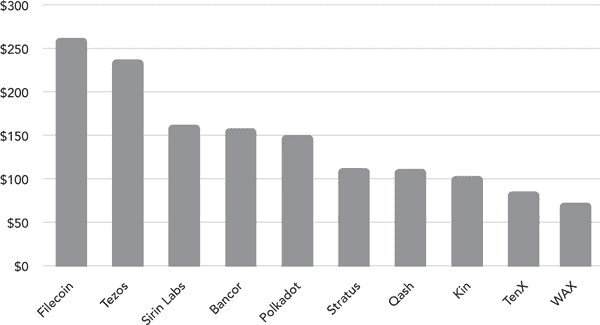 $300
$250
$200
$150
$100
$50
$0
Filecoin
Tezos
Sirin Labs
Bancor
Polkadot
Stratus
Qash
Kin
TenX
WAX